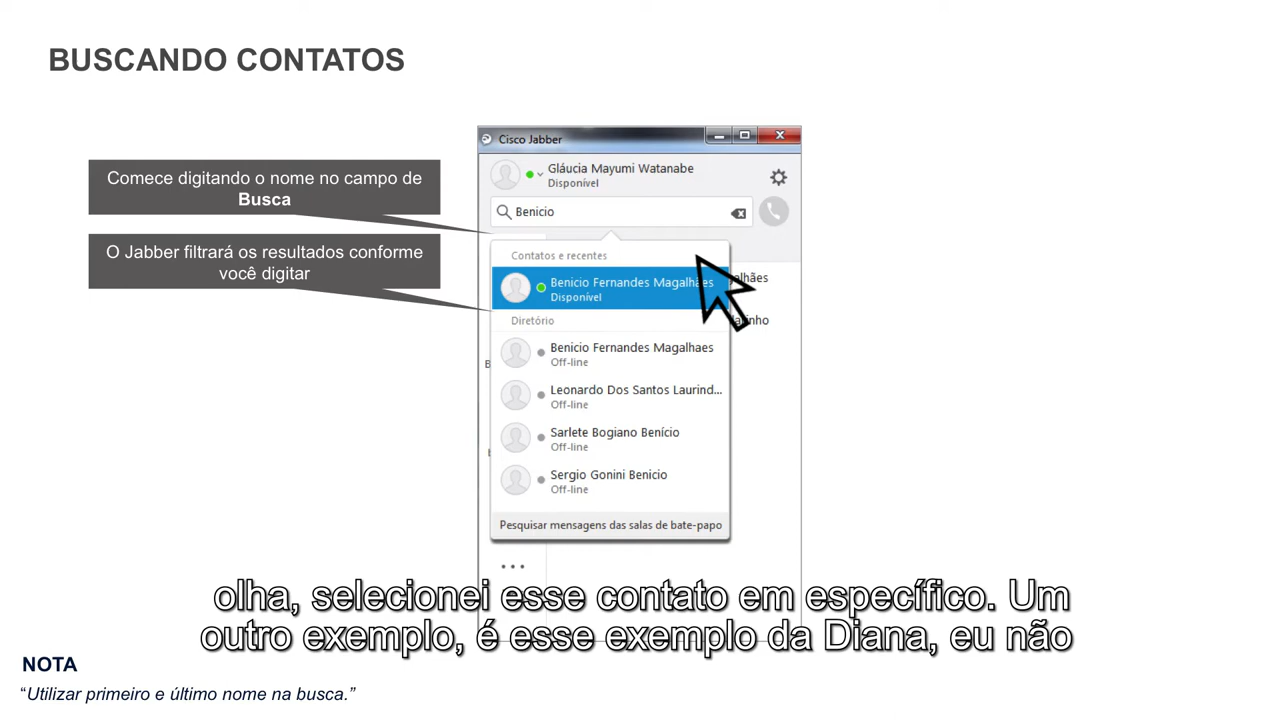 BUSCANDO CONTATOS
Comece digitando o nome no campo de
Busca
O Jabber filtrará os resultados conforme
você digitar
Cisco Jabber
Gláucia Mayumi Watanabe
Disponível
Benicio
Contatos e recentes
Benicio Fernandes Magalhães
Disponível
Diretório
Benicio Fernandes Magalhaes
Off-line
Leonardo Dos Santos Laurind...
Off-line
Sarlete Bogiano Benício
Off-line
Sergio Gonini Benicio
Off-line
Pesquisar mensagens das salas de bate-papo
olha, selecionei esse contato em específico. Um
outro exemplo, é esse exemplo da Diana, eu não
NOTA
“Utilizar primeiro e último nome na busca.”